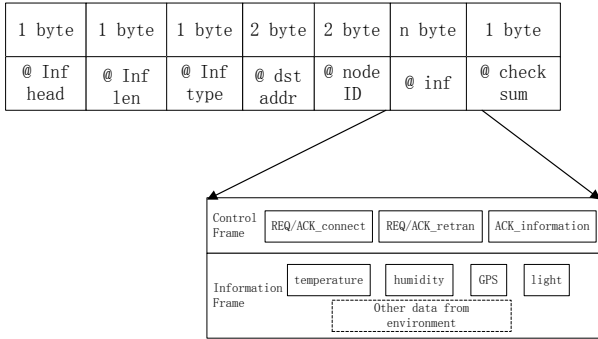 1 byte 1 byte 1 byte 2 byte 2 byte n byte 1 byte
@ Inf head @ Inf len @ Inf type @ dst addr @ node ID @ inf @ check sum
Control Frame REQ/ACK_connect REQ/ACK_retran ACK_information
Information Frame temperature humidity GPS light
Other data from
environment